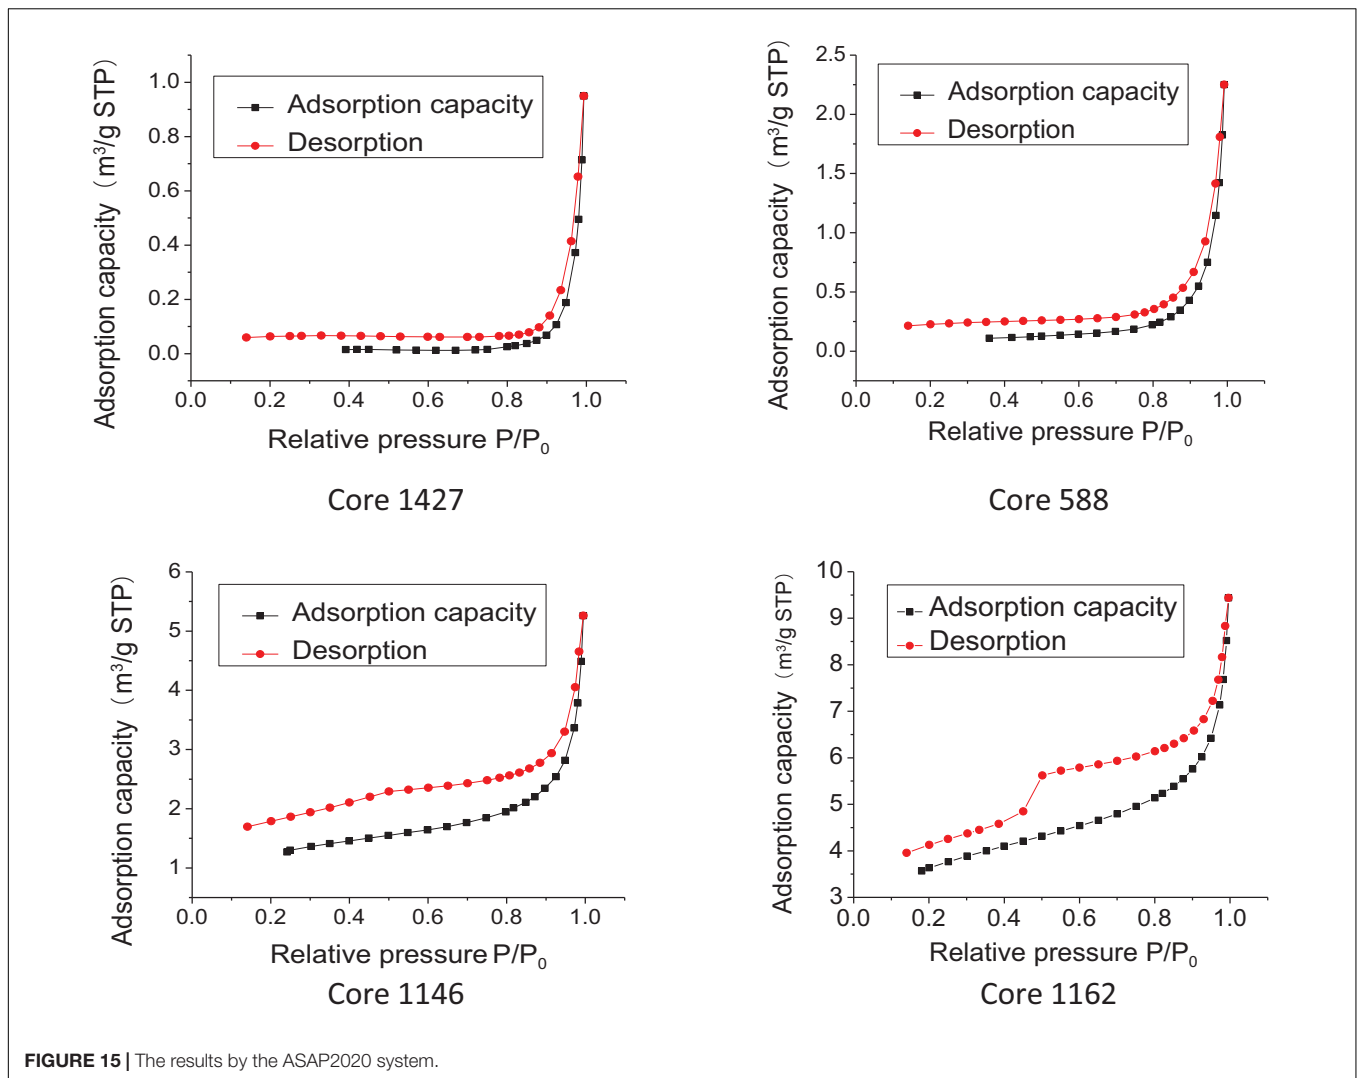 Adsorption capacity（m³/g STP)
1.0
0.8
0.6
0.4
0.2
0.0
Adsorption capacity
Desorption
0.0 0.2 0.4 0.6 0.8 1.0
Relative pressure P/P₀
Core 1427
Adsorption capacity（m³/g STP)
2.5
2.0
1.5
1.0
0.5
0.0
Adsorption capacity
Desorption
0.0 0.2 0.4 0.6 0.8 1.0
Relative pressure P/P₀
Core 588
Adsorption capacity（m³/g STP)
6
5
4
3
2
1
Adsorption capacity
Desorption
0.0 0.2 0.4 0.6 0.8 1.0
Relative pressure P/P₀
Core 1146
Adsorption capacity（m³/g STP)
10
9
8
7
6
5
4
3
Adsorption capacity
Desorption
0.0 0.2 0.4 0.6 0.8 1.0
Relative pressure P/P₀
Core 1162
FIGURE 15 | The results by the ASAP2020 system.